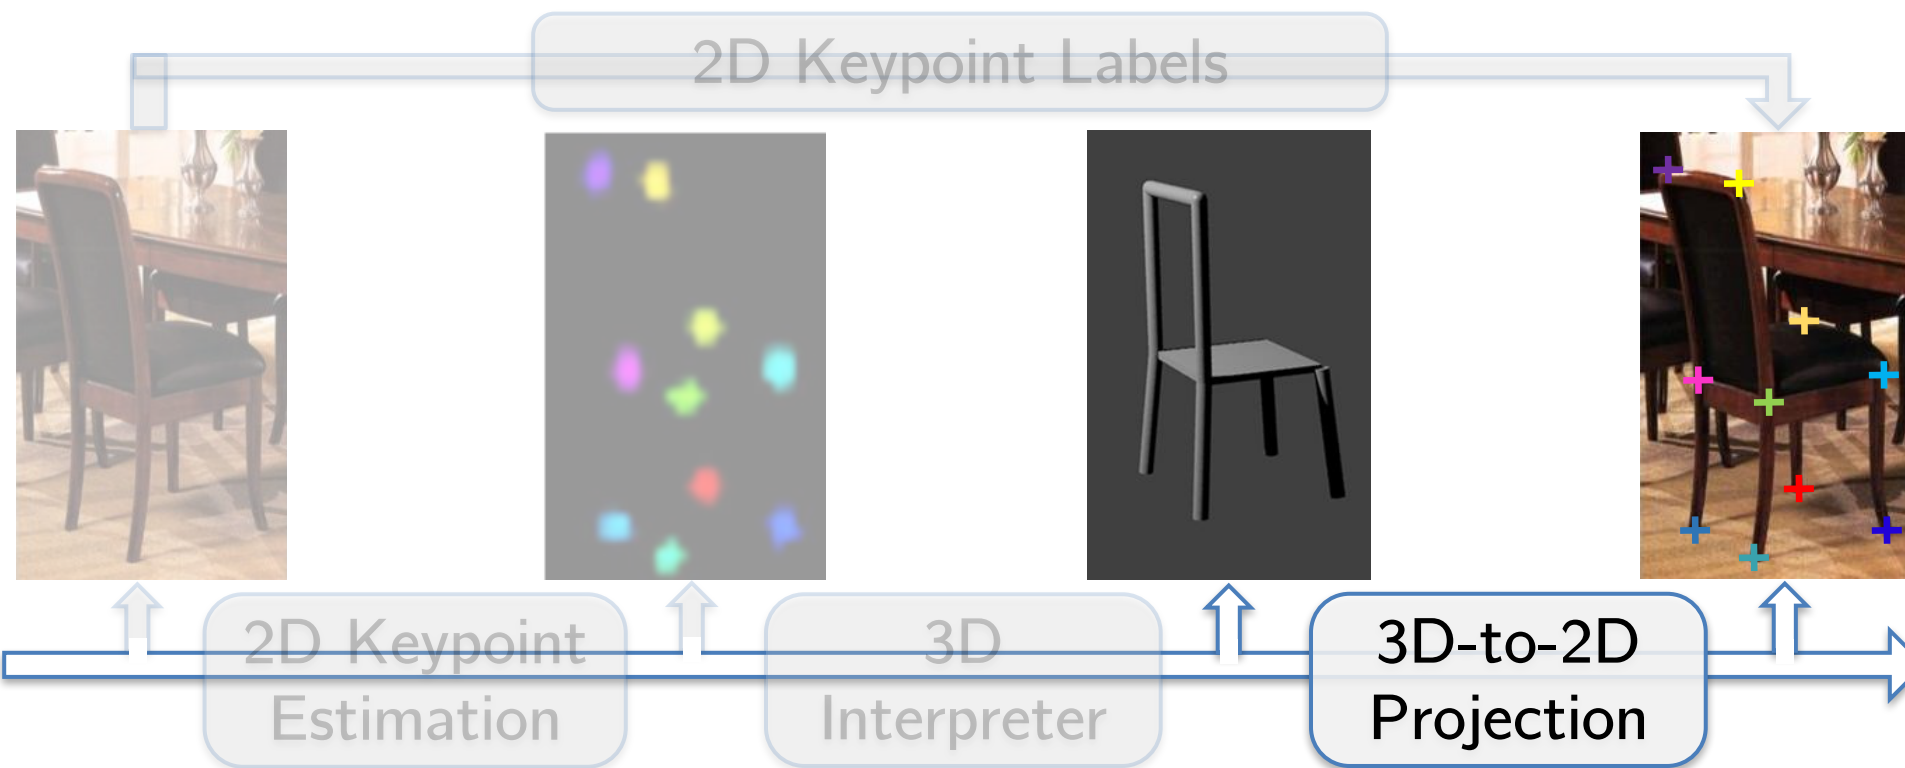 2D Keypoint Labels
2D Keypoint
Estimation
3D
Interpreter
3D-to-2D
Projection